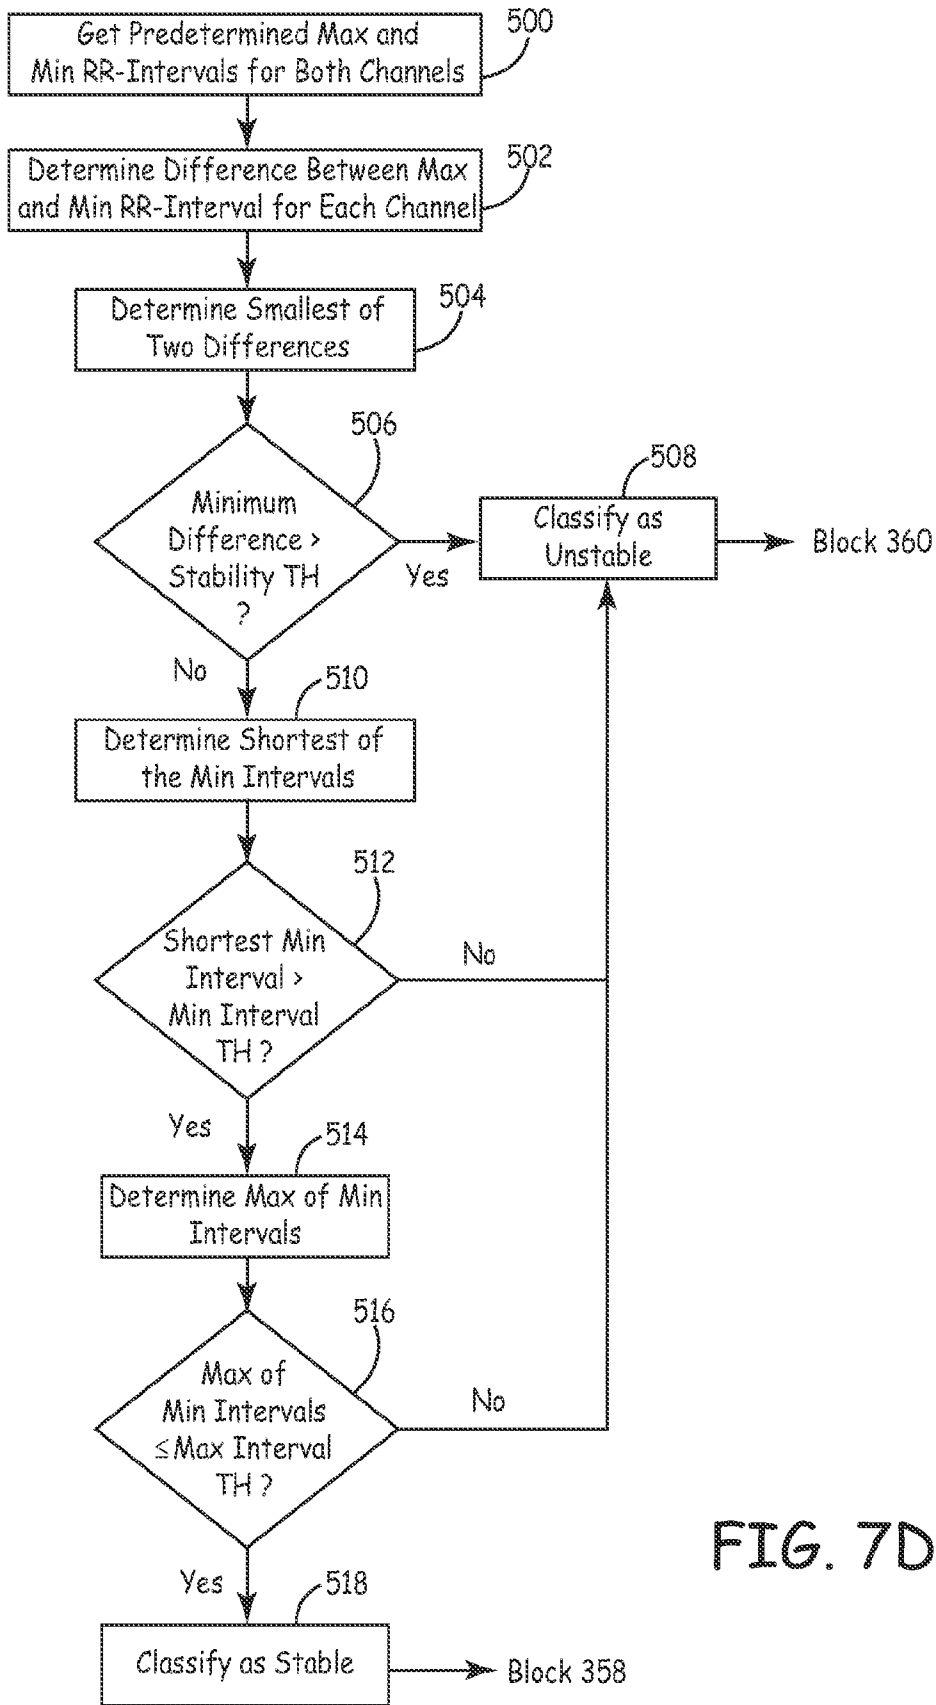 500
Get Predetermined Max and
Min RR-Intervals for Both Channels
502
Determine Difference Between Max
and Min RR-Interval for Each Channel
504
Determine Smallest of
Two Differences
506
Minimum
Difference >
Stability TH
?
Yes
508
Classify as
Unstable
Block 360
No
510
Determine Shortest of
the Min Intervals
512
Shortest Min
Interval >
Min Interval
TH ?
No
Yes
514
Determine Max of Min
Intervals
516
Max of
Min Intervals
≤ Max Interval
TH ?
No
Yes
518
Classify as Stable
Block 358
FIG. 7D